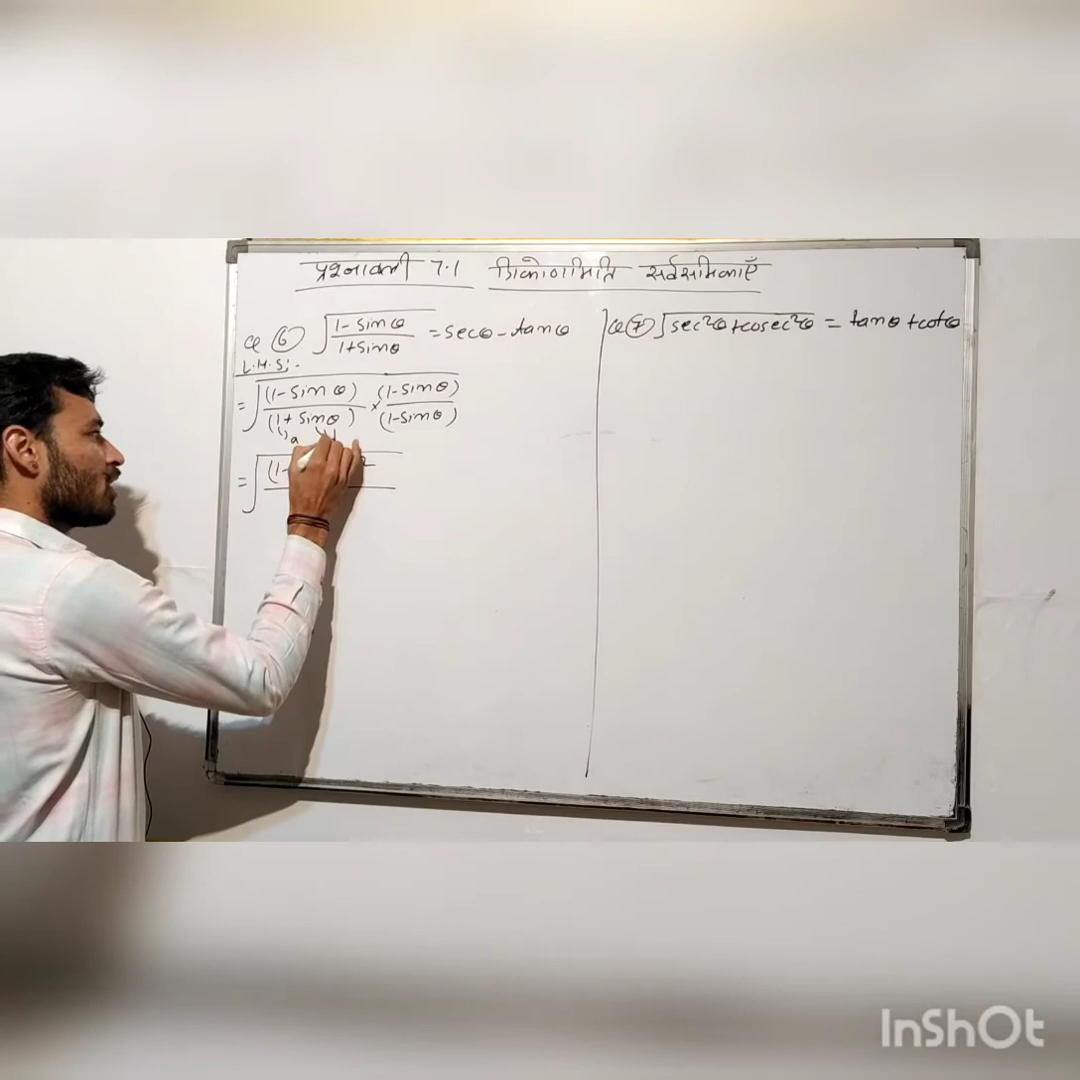 प्रश्नावली 7.1 त्रिकोणमिति सर्वसमिकाएँ
Q ⑥ √(1-sinθ / 1+sinθ) = secθ - tanθ
L.H.S:-
= √((1-sinθ) / (1+sinθ) × (1-sinθ) / (1-sinθ))
a
= √((1-
Q ⑦ √sec²θ+cosec²θ = tanθ+cotθ
InShOt